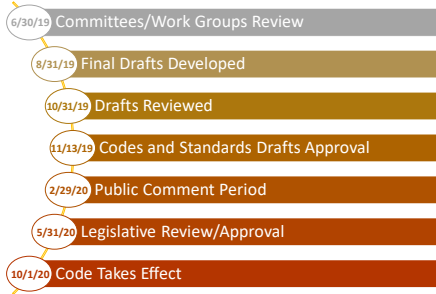 6/30/19 Committees/Work Groups Review
8/31/19 Final Drafts Developed
10/31/19 Drafts Reviewed
11/13/19 Codes and Standards Drafts Approval
2/29/20 Public Comment Period
5/31/20 Legislative Review/Approval
10/1/20 Code Takes Effect